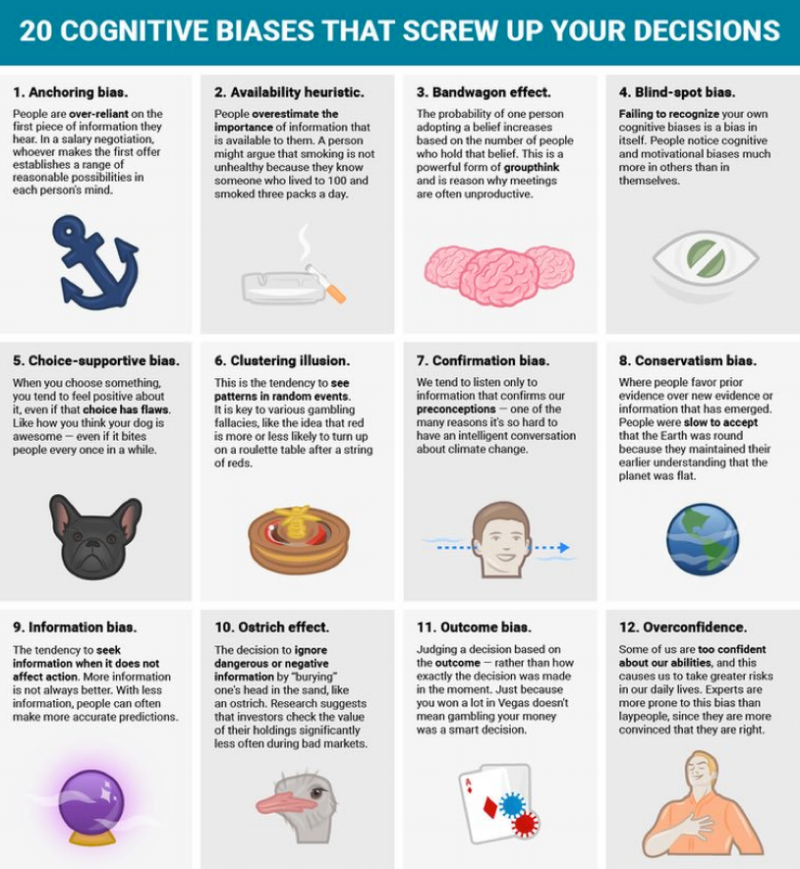 20 COGNITIVE BIASES THAT SCREW UP YOUR DECISIONS
1. Anchoring bias.
People are over-reliant on the
first piece of information they
hear. In a salary negotiation,
whoever makes the first offer
establishes a range of
reasonable possibilities in
each person's mind.
2. Availability heuristic.
People overestimate the
importance of information that
is available to them. A person
might argue that smoking is not
unhealthy because they know
someone who lived to 100 and
smoked three packs a day.
3. Bandwagon effect.
The probability of one person
adopting a belief increases
based on the number of people
who hold that belief. This is a
powerful form of groupthink
and is reason why meetings
are often unproductive.
4. Blind-spot bias.
Failing to recognize your own
cognitive biases is a bias in
itself. People notice cognitive
and motivational biases much
more in others than in
themselves.
5. Choice-supportive bias.
When you choose something,
you tend to feel positive about
it, even if that choice has flaws.
Like how you think your dog is
awesome — even if it bites
people every once in a while.
6. Clustering illusion.
This is the tendency to see
patterns in random events.
It is key to various gambling
fallacies, like the idea that red
is more or less likely to turn up
on a roulette table after a string
of reds.
7. Confirmation bias.
We tend to listen only to
information that confirms our
preconceptions — one of the
many reasons it's so hard to
have an intelligent conversation
about climate change.
8. Conservatism bias.
Where people favor prior
evidence over new evidence or
information that has emerged.
People were slow to accept
that the Earth was round
because they maintained their
earlier understanding that the
planet was flat.
9. Information bias.
The tendency to seek
information when it does not
affect action. More information
is not always better. With less
information, people can often
make more accurate predictions.
10. Ostrich effect.
The decision to ignore
dangerous or negative
information by "burying"
one's head in the sand, like
an ostrich. Research suggests
that investors check the value
of their holdings significantly
less often during bad markets.
11. Outcome bias.
Judging a decision based on
the outcome — rather than how
exactly the decision was made
in the moment. Just because
you won a lot in Vegas doesn't
mean gambling your money
was a smart decision.
A
12. Overconfidence.
Some of us are too confident
about our abilities, and this
causes us to take greater risks
in our daily lives. Experts are
more prone to this bias than
laypeople, since they are more
convinced that they are right.